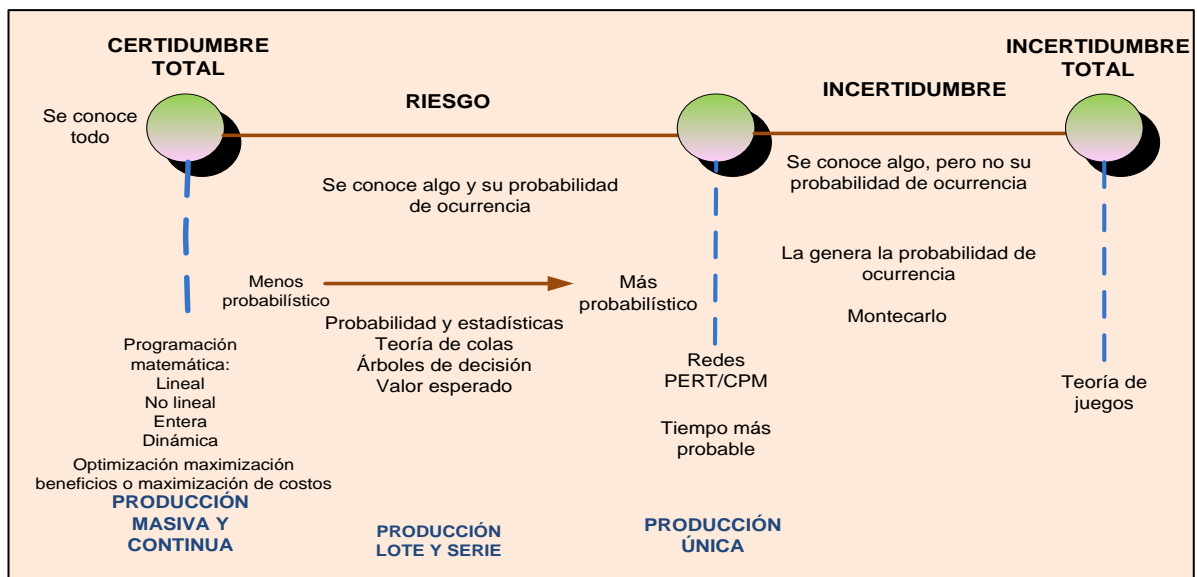 CERTIDUMBRE
TOTAL
Se conoce
todo
RIESGO
INCERTIDUMBRE
INCERTIDUMBRE
TOTAL
Se conoce algo y su probabilidad
de ocurrencia
Se conoce algo, pero no su
probabilidad de ocurrencia
La genera la probabilidad de
ocurrencia
Montecarlo
Menos
probabilístico
Más
probabilístico
Probabilidad y estadísticas
Teoría de colas
Árboles de decisión
Valor esperado
Programación
matemática:
Lineal
No lineal
Entera
Dinámica
Optimización maximización
beneficios o maximización de costos
Redes
PERT/CPM
Tiempo más
probable
Teoría de
juegos
PRODUCCIÓN
MASIVA Y
CONTINUA
PRODUCCIÓN
LOTE Y SERIE
PRODUCCIÓN
ÚNICA